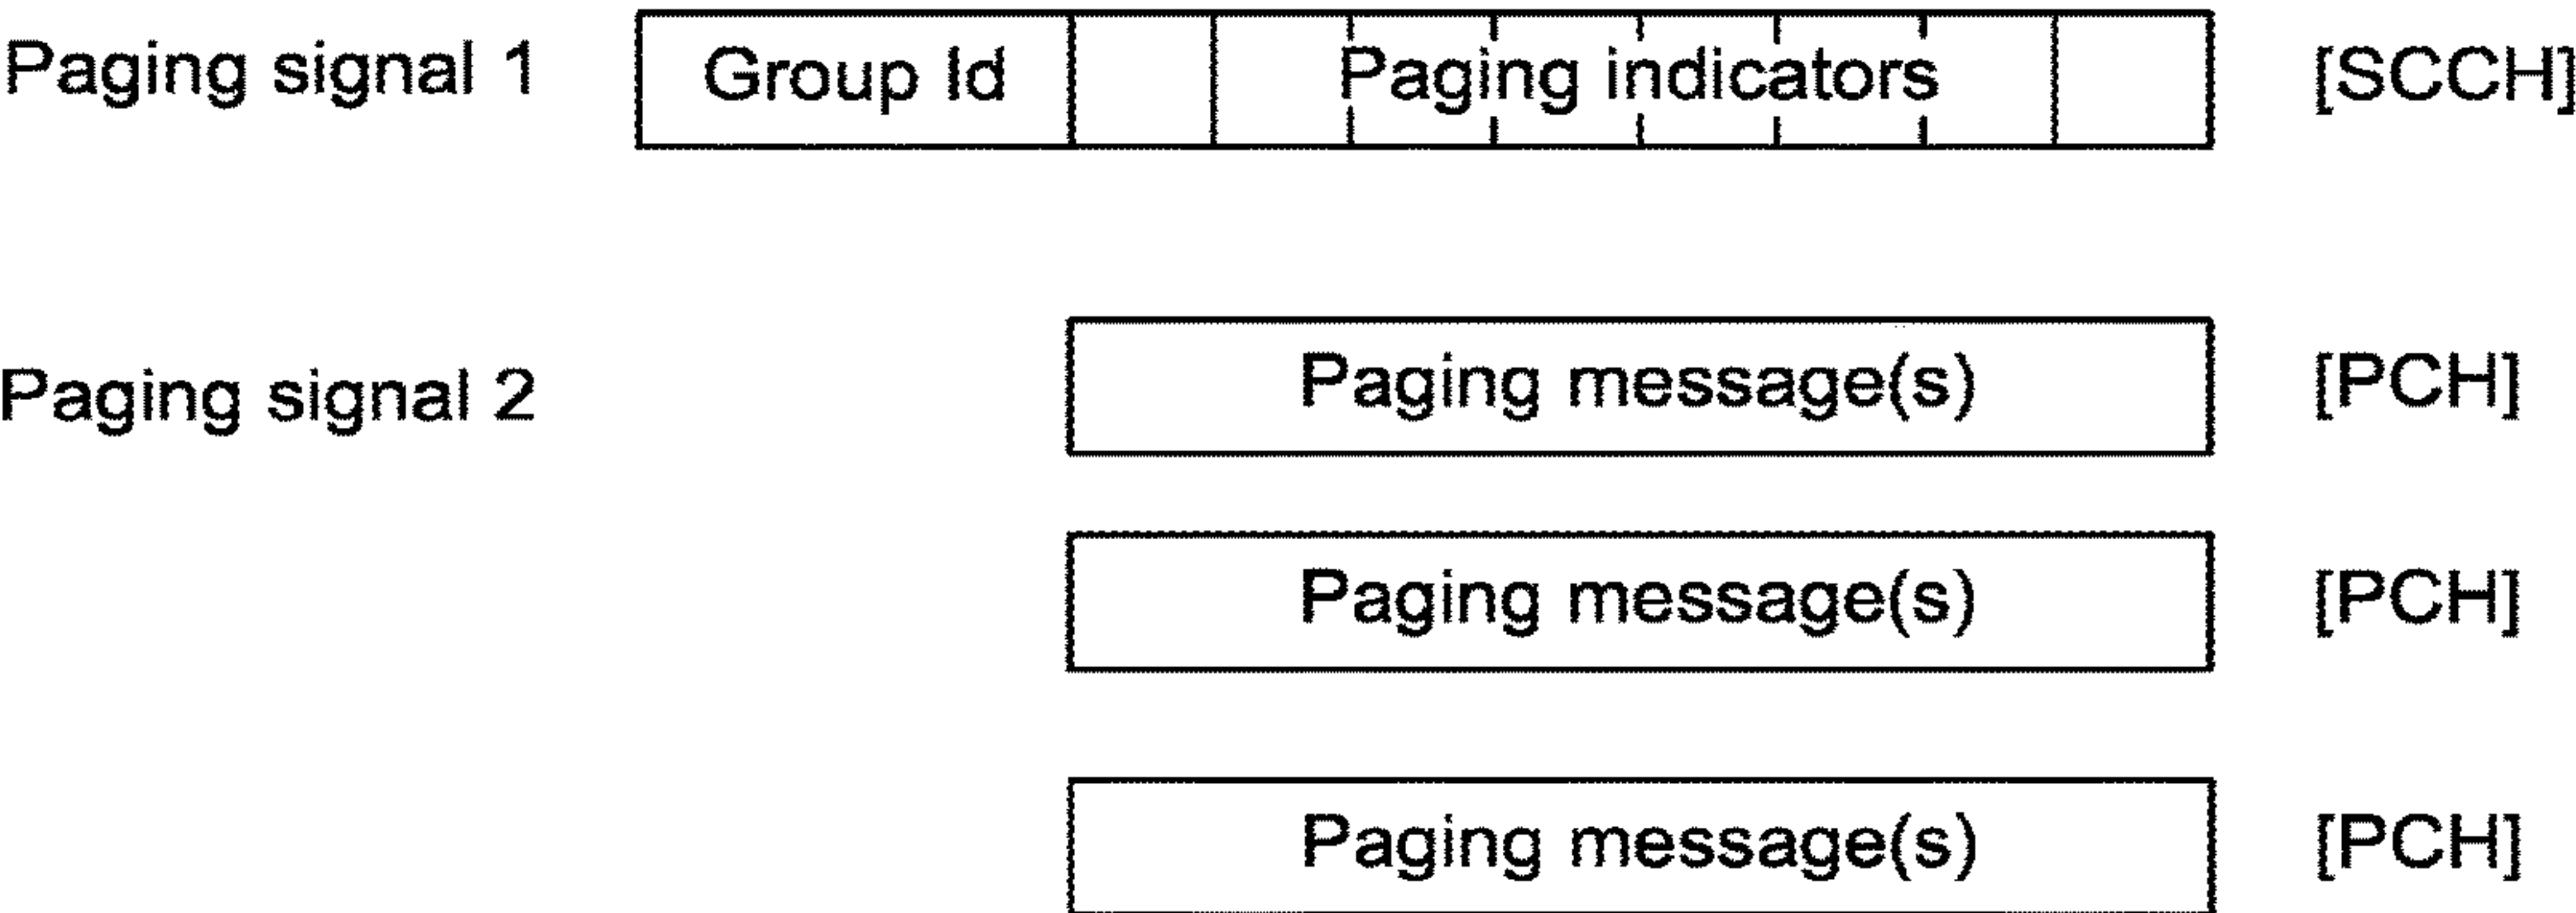 Paging signal 1 Group Id Paging indicators [SCCH]
Paging signal 2 Paging message(s) [PCH]
Paging message(s) [PCH]
Paging message(s) [PCH]